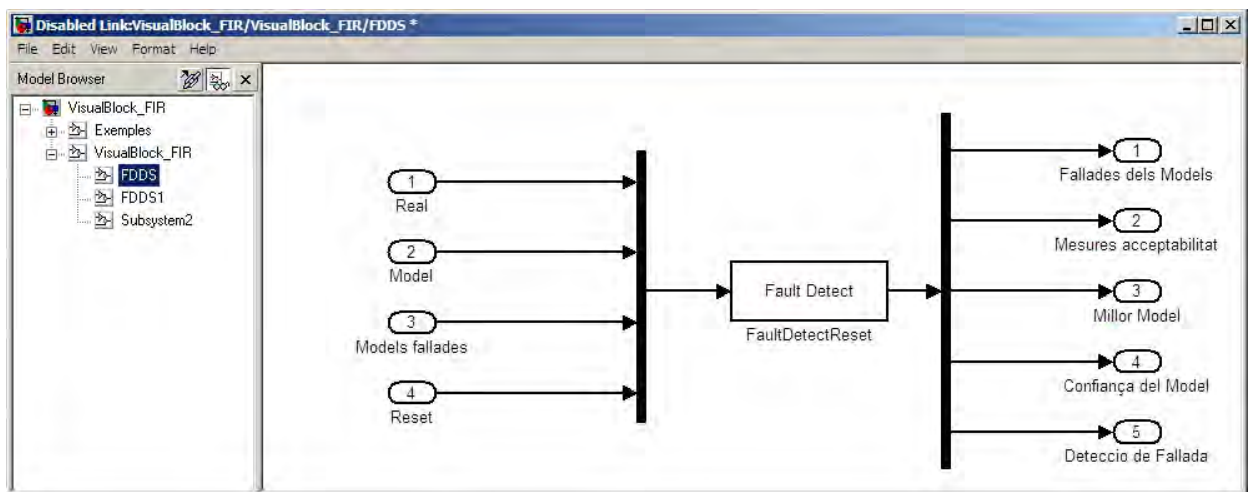 Disabled Link:VisualBlock_FIR/VisualBlock_FIR/FDDS *
File Edit View Format Help
Model Browser
VisualBlock_FIR
Exemples
VisualBlock_FIR
FDDS
FDDS1
Subsystem2
1
Real
2
Model
3
Models fallades
4
Reset
Fault Detect
FaultDetectReset
1
Fallades dels Models
2
Mesures acceptabilitat
3
Millor Model
4
Confiança del Model
5
Deteccio de Fallada